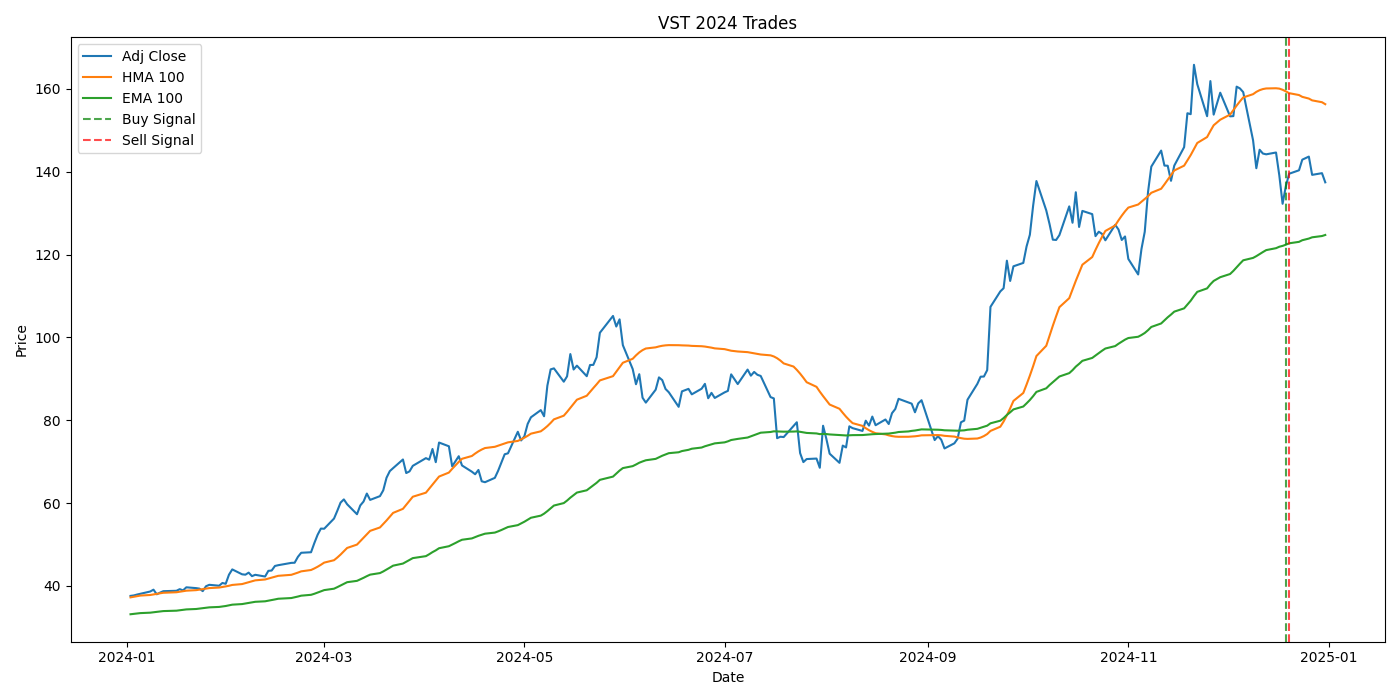 VST 2024 Trades
Adj Close
HMA 100
EMA 100
Buy Signal
Sell Signal
Price
160
140
120
100
80
60
40
2024-01
2024-03
2024-05
2024-07
2024-09
2024-11
2025-01
Date